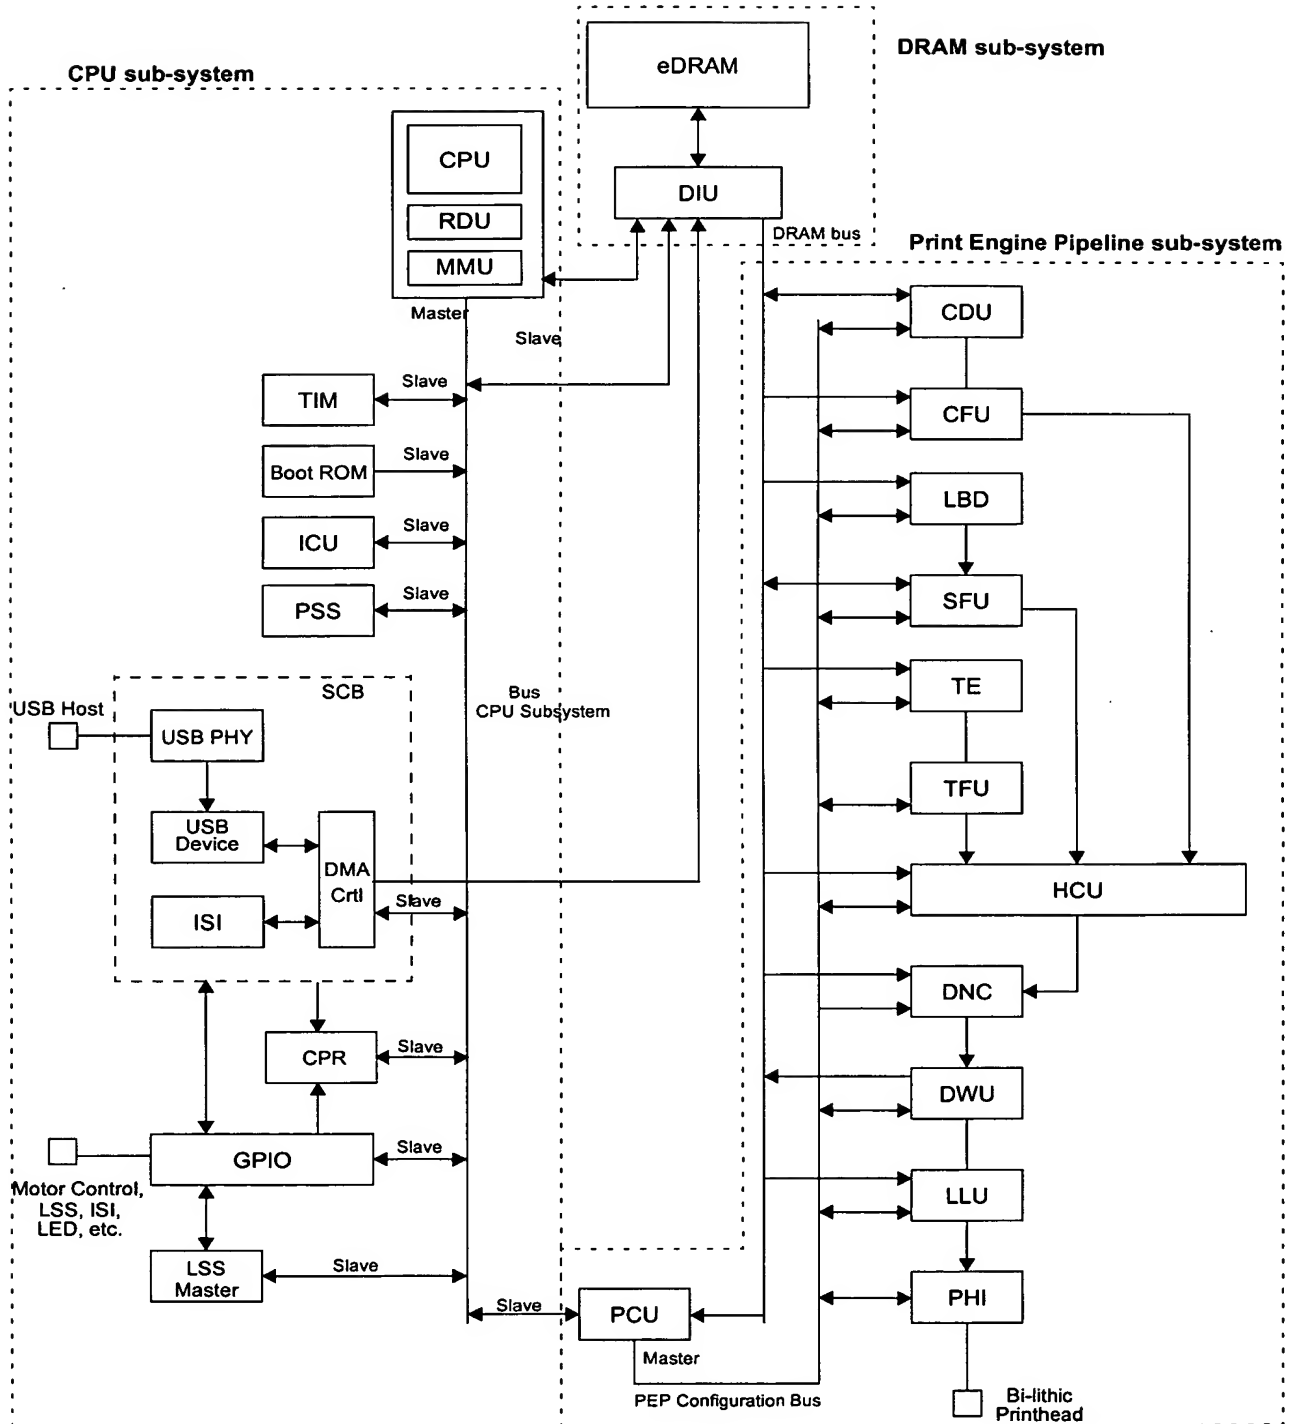 DRAM sub-system
CPU sub-system
eDRAM
CPU
RDU
MMU
DIU
DRAM bus
Print Engine Pipeline sub-system
Master
Slave
CDU
TIM
Slave
CFU
Boot ROM
Slave
LBD
ICU
Slave
PSS
Slave
SFU
SCB
Bus
CPU Subsystem
TE
USB Host
USB PHY
TFU
USB
Device
DMA
Crtl
HCU
ISI
Slave
DNC
CPR
Slave
DWU
GPIO
Slave
Motor Control,
LSS, ISI,
LED, etc.
LLU
LSS
Master
Slave
PHI
Slave
PCU
Master
PEP Configuration Bus
Bi-lithic
Printhead